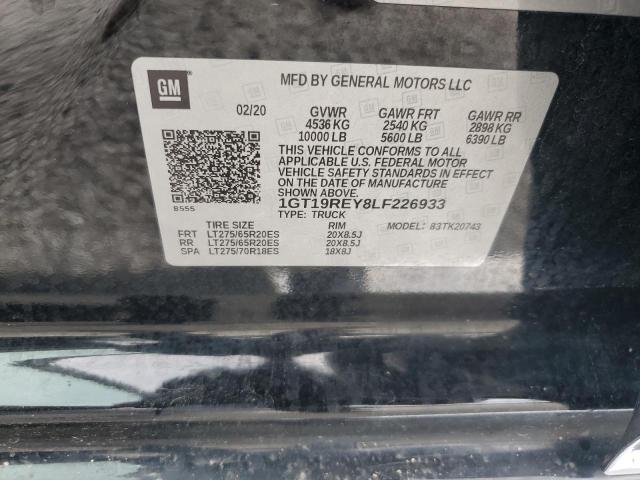 GM
MFD BY GENERAL MOTORS LLC
02/20 GVWR GAWR FRT GAWR RR
4536 KG 2540 KG 2898 KG
10000 LB 5600 LB 6390 LB
THIS VEHICLE CONFORMS TO ALL
APPLICABLE U.S. FEDERAL MOTOR
VEHICLE SAFETY STANDARDS IN EFFECT
ON THE DATE OF MANUFACTURE
SHOWN ABOVE.
B555
1GT19REY8LF226933
TYPE: TRUCK MODEL: 83TK20743
TIRE SIZE RIM
FRT LT275/65R20ES 20X8.5J
RR LT275/65R20ES 20X8.5J
SPA LT275/70R18ES 18X8J